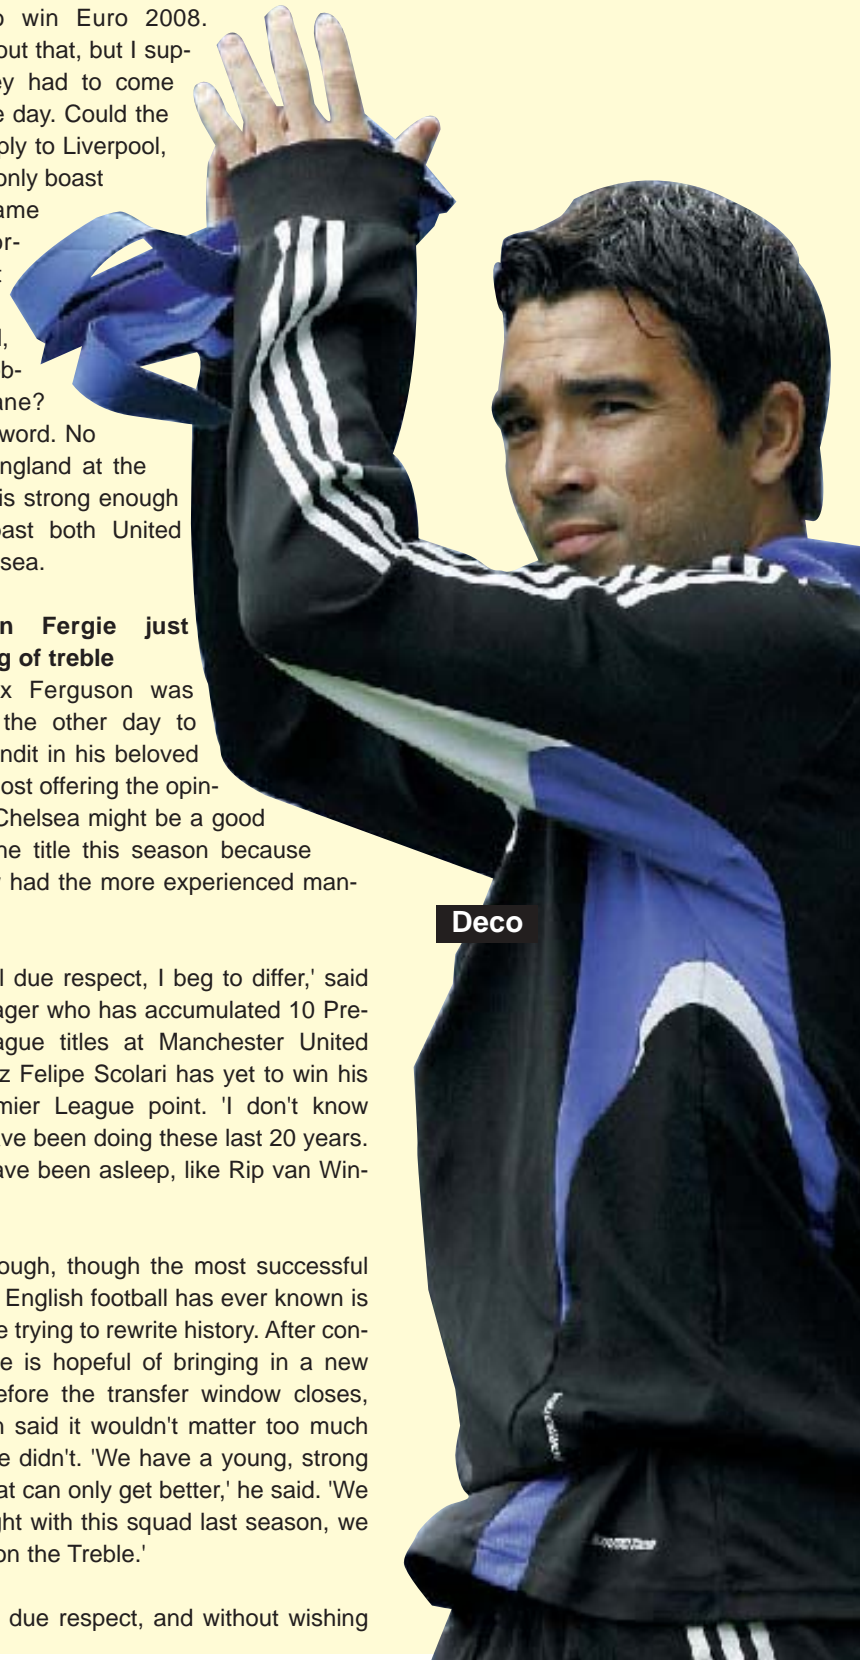 win Euro 2008.
out that, but I sup-
had to come
day. Could the
to Liverpool,
only boast
or-
b-
word. No
at the
is strong enough
both United
sea.
Fergie just
g of treble
x Ferguson was
the other day to
ndit in his beloved
ost offering the opin-
Chelsea might be a good
title this season because
had the more experienced man-
l due respect, I beg to differ,' said
ager who has accumulated 10 Pre-
ague titles at Manchester United
z Felipe Scolari has yet to win his
mier League point. 'I don't know
ave been doing these last 20 years.
ave been asleep, like Rip van Win-
ough, though the most successful
English football has ever known is
e trying to rewrite history. After con-
e is hopeful of bringing in a new
efore the transfer window closes,
n said it wouldn't matter too much
e didn't. 'We have a young, strong
at can only get better,' he said. 'We
ght with this squad last season, we
on the Treble.'
due respect, and without wishing
Deco